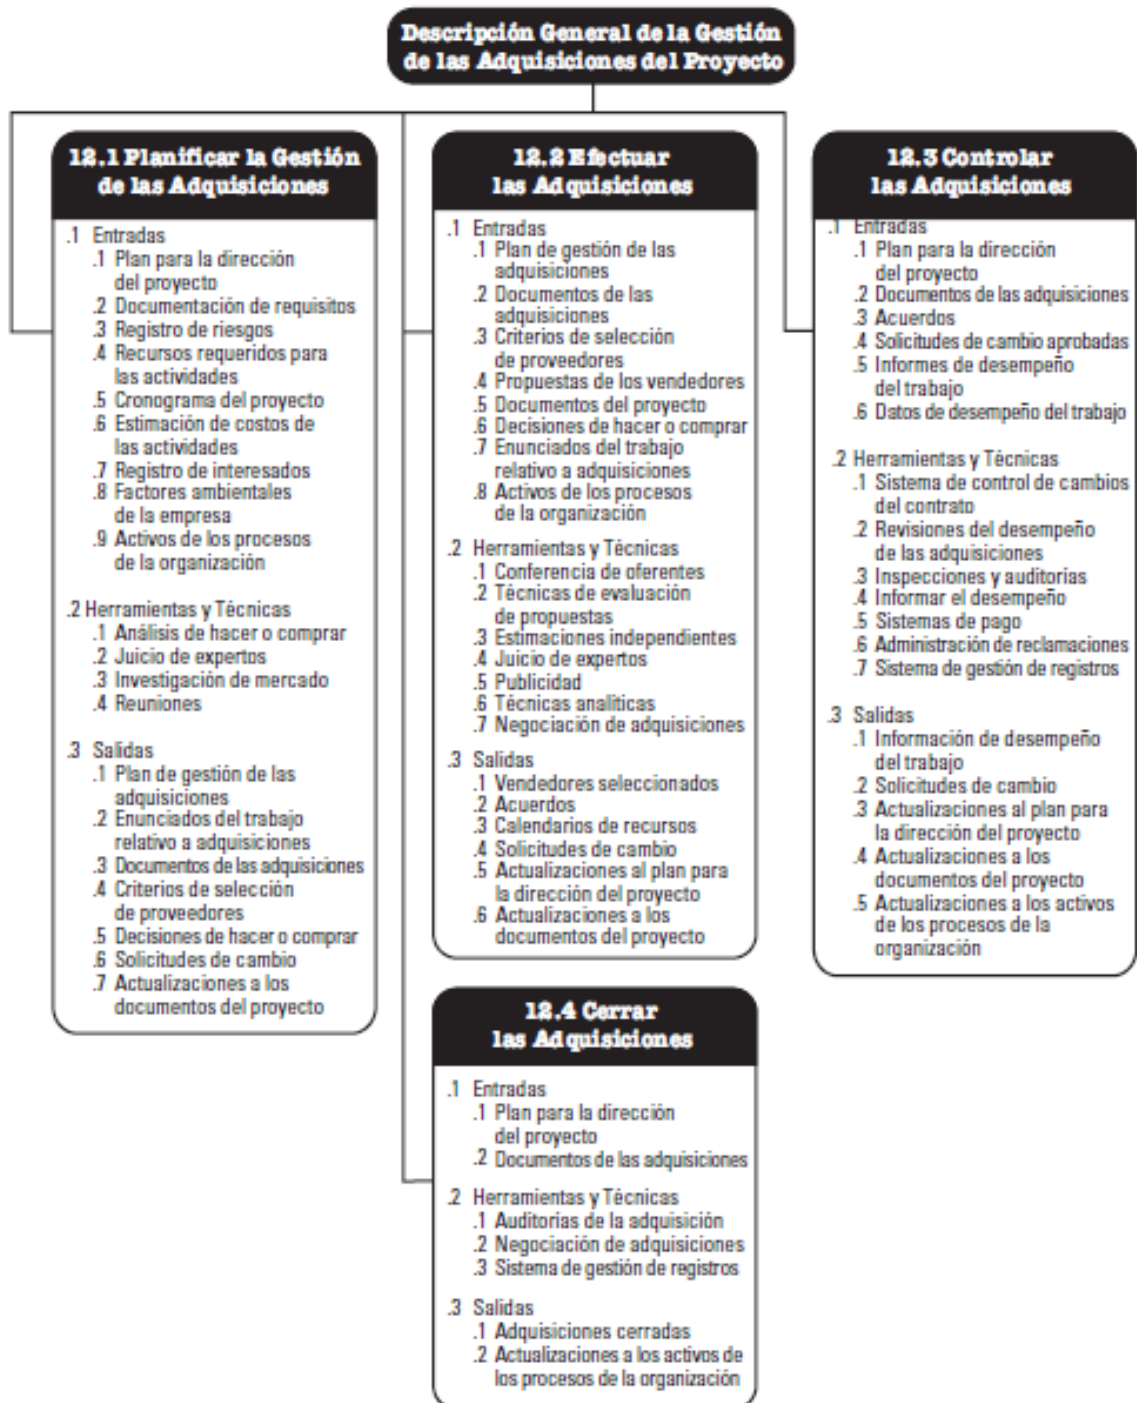 Descripción General de la Gestión
de las Adquisiciones del Proyecto
12.1 Planificar la Gestión
de las Adquisiciones
.1 Entradas
.1 Plan para la dirección
del proyecto
.2 Documentación de requisitos
.3 Registro de riesgos
.4 Recursos requeridos para
las actividades
.5 Cronograma del proyecto
.6 Estimación de costos de
las actividades
.7 Registro de interesados
.8 Factores ambientales
de la empresa
.9 Activos de los procesos
de la organización
.2 Herramientas y Técnicas
.1 Análisis de hacer o comprar
.2 Juicio de expertos
.3 Investigación de mercado
.4 Reuniones
.3 Salidas
.1 Plan de gestión de las
adquisiciones
.2 Enunciados del trabajo
relativo a adquisiciones
.3 Documentos de las adquisiciones
.4 Criterios de selección
de proveedores
.5 Decisiones de hacer o comprar
.6 Solicitudes de cambio
.7 Actualizaciones a los
documentos del proyecto
12.2 Efectuar
las Adquisiciones
.1 Entradas
.1 Plan de gestión de las
adquisiciones
.2 Documentos de las
adquisiciones
.3 Criterios de selección
de proveedores
.4 Propuestas de los vendedores
.5 Documentos del proyecto
.6 Decisiones de hacer o comprar
.7 Enunciados del trabajo
relativo a adquisiciones
.8 Activos de los procesos
de la organización
.2 Herramientas y Técnicas
.1 Conferencia de oferentes
.2 Técnicas de evaluación
de propuestas
.3 Estimaciones independientes
.4 Juicio de expertos
.5 Publicidad
.6 Técnicas analíticas
.7 Negociación de adquisiciones
.3 Salidas
.1 Vendedores seleccionados
.2 Acuerdos
.3 Calendarios de recursos
.4 Solicitudes de cambio
.5 Actualizaciones al plan para
la dirección del proyecto
.6 Actualizaciones a los
documentos del proyecto
12.3 Controlar
las Adquisiciones
.1 Entradas
.1 Plan para la dirección
del proyecto
.2 Documentos de las adquisiciones
.3 Acuerdos
.4 Solicitudes de cambio aprobadas
.5 Informes de desempeño
del trabajo
.6 Datos de desempeño del trabajo
.2 Herramientas y Técnicas
.1 Sistema de control de cambios
del contrato
.2 Revisiones del desempeño
de las adquisiciones
.3 Inspecciones y auditorías
.4 Informar el desempeño
.5 Sistemas de pago
.6 Administración de reclamaciones
.7 Sistema de gestión de registros
.3 Salidas
.1 Información de desempeño
del trabajo
.2 Solicitudes de cambio
.3 Actualizaciones al plan para
la dirección del proyecto
.4 Actualizaciones a los
documentos del proyecto
.5 Actualizaciones a los activos
de los procesos de la
organización
12.4 Cerrar
las Adquisiciones
.1 Entradas
.1 Plan para la dirección
del proyecto
.2 Documentos de las adquisiciones
.2 Herramientas y Técnicas
.1 Auditorías de la adquisición
.2 Negociación de adquisiciones
.3 Sistema de gestión de registros
.3 Salidas
.1 Adquisiciones cerradas
.2 Actualizaciones a los activos de
los procesos de la organización